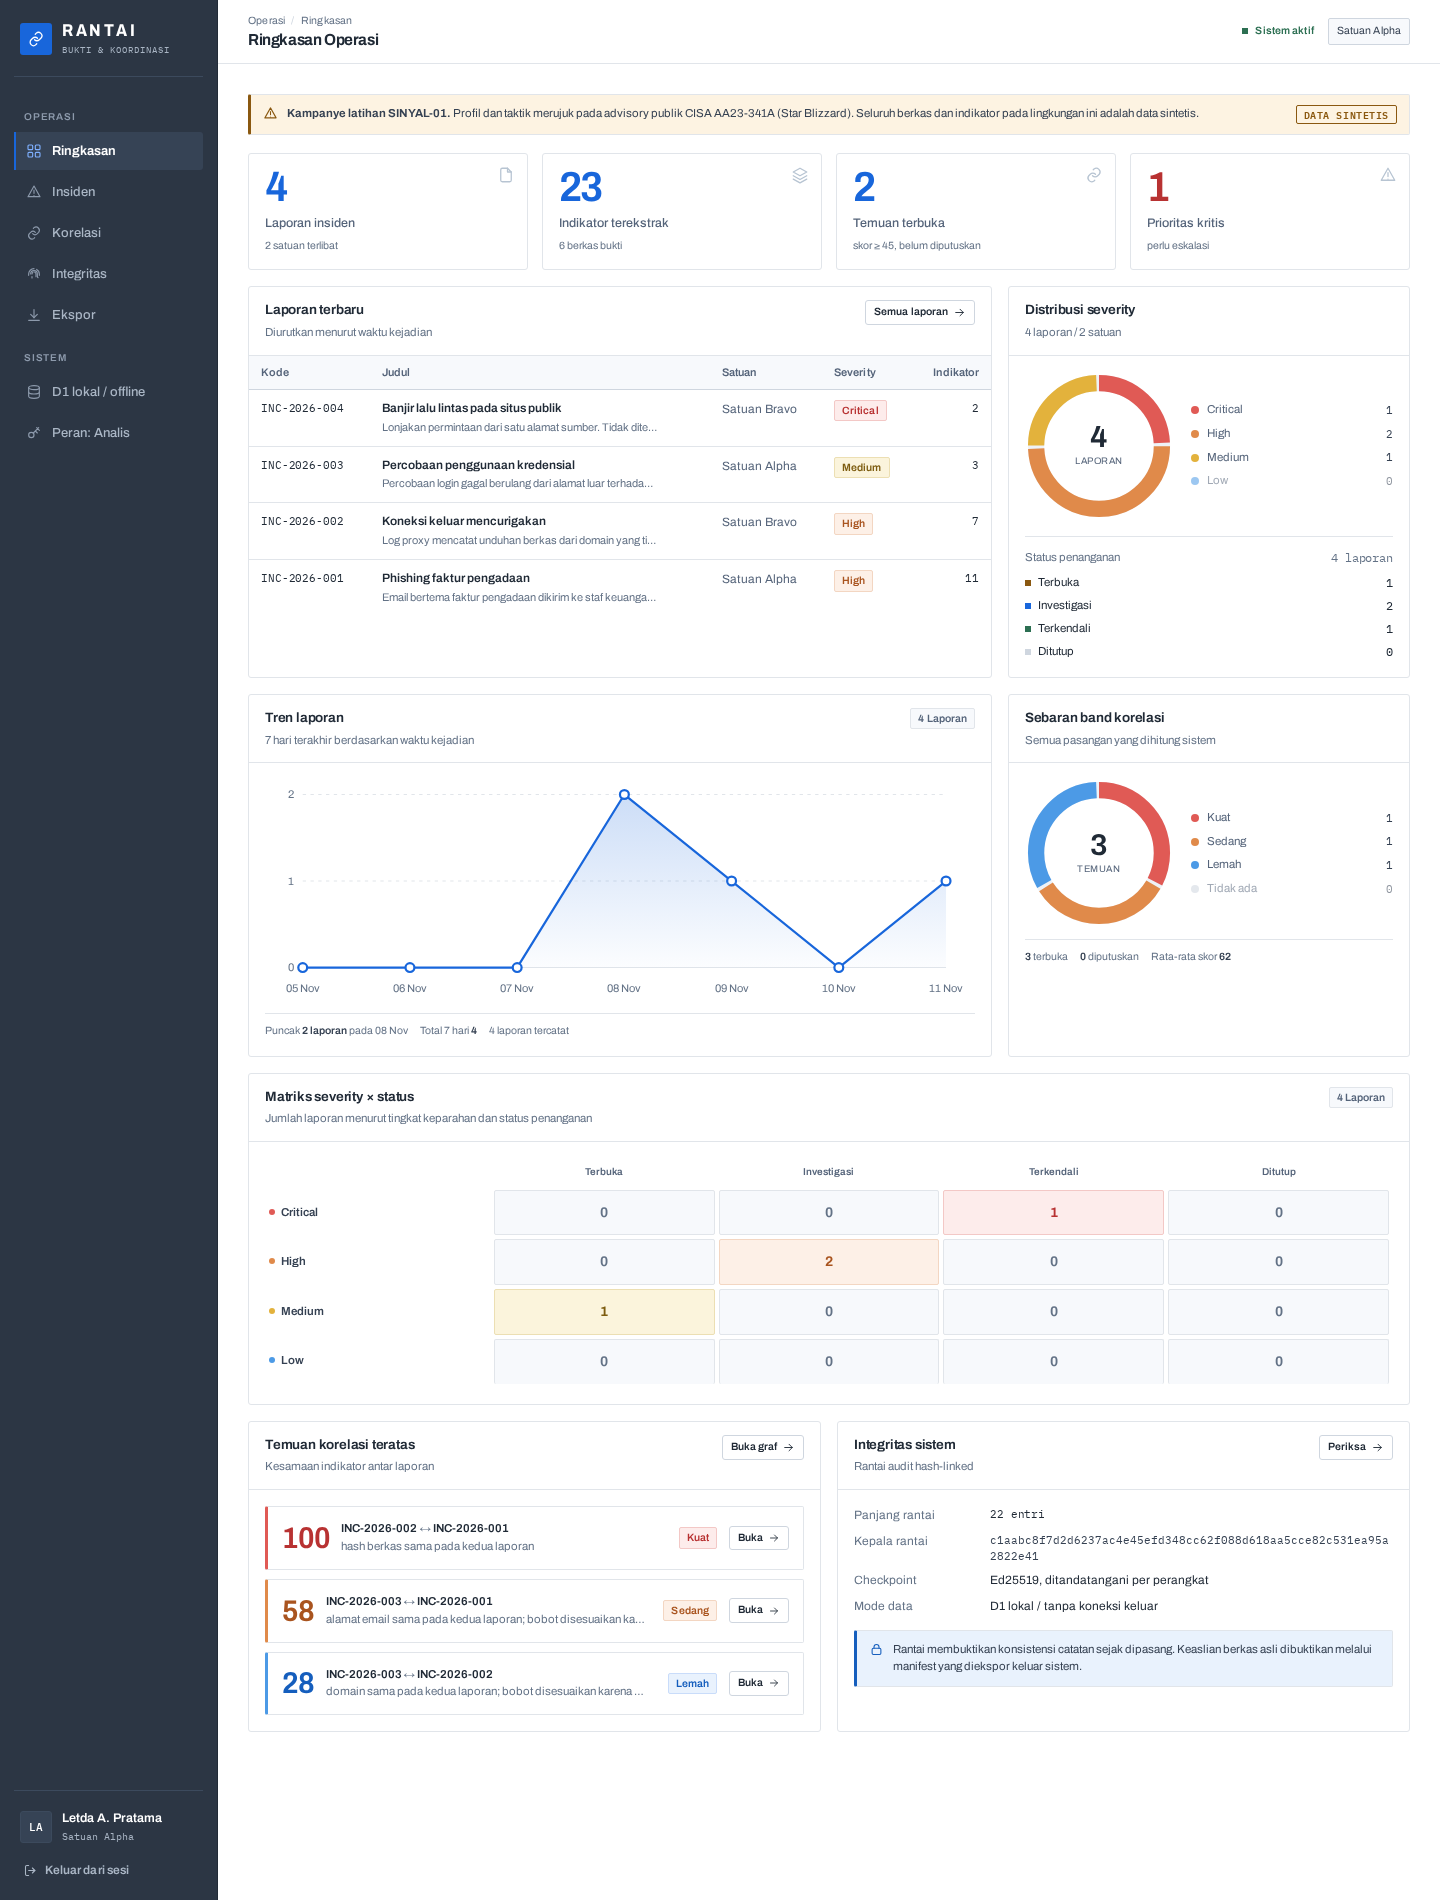 RANTAI
BUKTI & KOORDINASI
OPERASI
Ringkasan
Insiden
Korelasi
Integritas
Ekspor
SISTEM
D1 lokal / offline
Peran: Analis
LA
Letda A. Pratama
Satuan Alpha
Keluar dari sesi
Operasi / Ringkasan
Ringkasan Operasi
Sistem aktif
Satuan Alpha
Kampanye latihan SINYAL-01. Profil dan taktik merujuk pada advisory publik CISA AA23-341A (Star Blizzard). Seluruh berkas dan indikator pada lingkungan ini adalah data sintetis.
DATA SINTETIS
4
Laporan insiden
2 satuan terlibat
23
Indikator terekstrak
6 berkas bukti
2
Temuan terbuka
skor ≥ 45, belum diputuskan
1
Prioritas kritis
perlu eskalasi
Laporan terbaru
Diurutkan menurut waktu kejadian
Semua laporan →
Kode Judul Satuan Severity Indikator
INC-2026-004 Banjir lalu lintas pada situs publik Satuan Bravo Critical 2
Lonjakan permintaan dari satu alamat sumber. Tidak dite...
INC-2026-003 Percobaan penggunaan kredensial Satuan Alpha Medium 3
Percobaan login gagal berulang dari alamat luar terhada...
INC-2026-002 Koneksi keluar mencurigakan Satuan Bravo High 7
Log proxy mencatat unduhan berkas dari domain yang ti...
INC-2026-001 Phishing faktur pengadaan Satuan Alpha High 11
Email bertema faktur pengadaan dikirim ke staf keuanga...
Distribusi severity
4 laporan / 2 satuan
4
LAPORAN
Critical 1
High 2
Medium 1
Low 0
Status penanganan 4 laporan
Terbuka 1
Investigasi 2
Terkendali 1
Ditutup 0
Tren laporan
7 hari terakhir berdasarkan waktu kejadian
4 Laporan
2
1
0
05 Nov 06 Nov 07 Nov 08 Nov 09 Nov 10 Nov 11 Nov
Puncak 2 laporan pada 08 Nov Total 7 hari 4 4 laporan tercatat
Sebaran band korelasi
Semua pasangan yang dihitung sistem
3
TEMUAN
Kuat 1
Sedang 1
Lemah 1
Tidak ada 0
3 terbuka 0 diputuskan Rata-rata skor 62
Matriks severity × status
Jumlah laporan menurut tingkat keparahan dan status penanganan
4 Laporan
Terbuka Investigasi Terkendali Ditutup
Critical 0 0 1 0
High 0 2 0 0
Medium 1 0 0 0
Low 0 0 0 0
Temuan korelasi teratas
Kesamaan indikator antar laporan
Buka graf →
100 INC-2026-002 ↔ INC-2026-001 Kuat Buka →
hash berkas sama pada kedua laporan
58 INC-2026-003 ↔ INC-2026-001 Sedang Buka →
alamat email sama pada kedua laporan; bobot disesuaikan ka...
28 INC-2026-003 ↔ INC-2026-002 Lemah Buka →
domain sama pada kedua laporan; bobot disesuaikan karena ...
Integritas sistem
Rantai audit hash-linked
Periksa →
Panjang rantai 22 entri
Kepala rantai c1aabc8f7d2d6237ac4e45efd348cc62f088d618aa5cce82c531ea95a
2822e41
Checkpoint Ed25519, ditandatangani per perangkat
Mode data D1 lokal / tanpa koneksi keluar
Rantai membuktikan konsistensi catatan sejak dipasang. Keaslian berkas asli dibuktikan melalui
manifest yang diekspor keluar sistem.